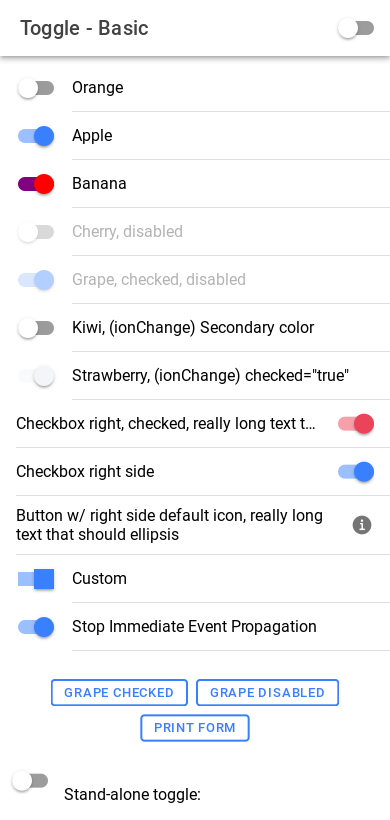 Toggle - Basic
Orange
Apple
Banana
Cherry, disabled
Grape, checked, disabled
Kiwi, (ionChange) Secondary color
Strawberry, (ionChange) checked="true"
Checkbox right, checked, really long text t...
Checkbox right side
Button w/ right side default icon, really long
text that should ellipsis
Custom
Stop Immediate Event Propagation
GRAPE CHECKED GRAPE DISABLED
PRINT FORM
Stand-alone toggle: